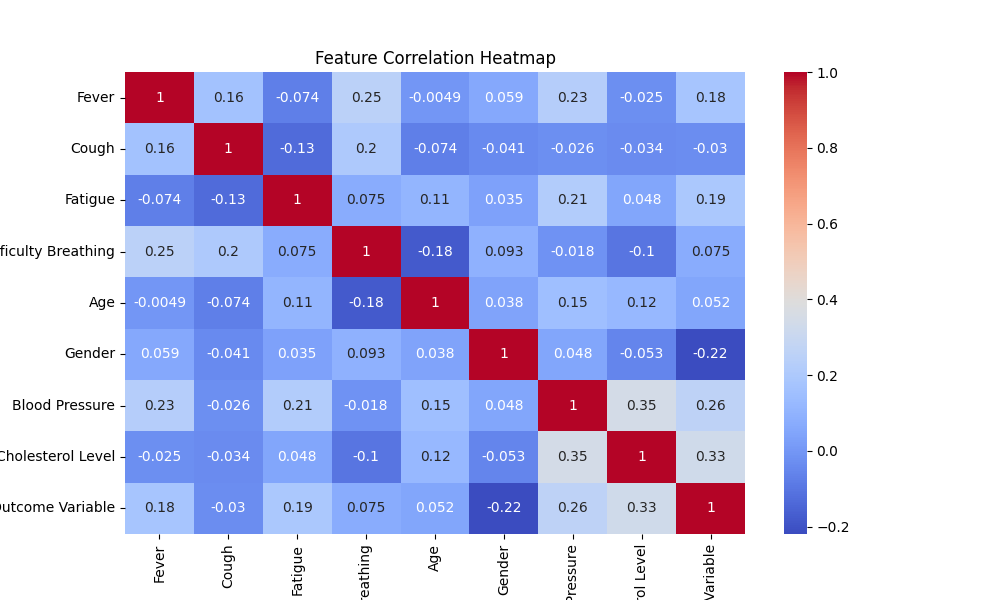 Feature Correlation Heatmap
Fever 1 0.16 -0.074 0.25 -0.0049 0.059 0.23 -0.025 0.18
Cough 0.16 1 -0.13 0.2 -0.074 -0.041 -0.026 -0.034 -0.03
Fatigue -0.074 -0.13 1 0.075 0.11 0.035 0.21 0.048 0.19
fficulty Breathing 0.25 0.2 0.075 1 -0.18 0.093 -0.018 -0.1 0.075
Age -0.0049 -0.074 0.11 -0.18 1 0.038 0.15 0.12 0.052
Gender 0.059 -0.041 0.035 0.093 0.038 1 0.048 -0.053 -0.22
Blood Pressure 0.23 -0.026 0.21 -0.018 0.15 0.048 1 0.35 0.26
Cholesterol Level -0.025 -0.034 0.048 -0.1 0.12 -0.053 0.35 1 0.33
Outcome Variable 0.18 -0.03 0.19 0.075 0.052 -0.22 0.26 0.33 1
Fever
Cough
Fatigue
reathing
Age
Gender
Pressure
rol Level
Variable
1.0
0.8
0.6
0.4
0.2
0.0
−0.2